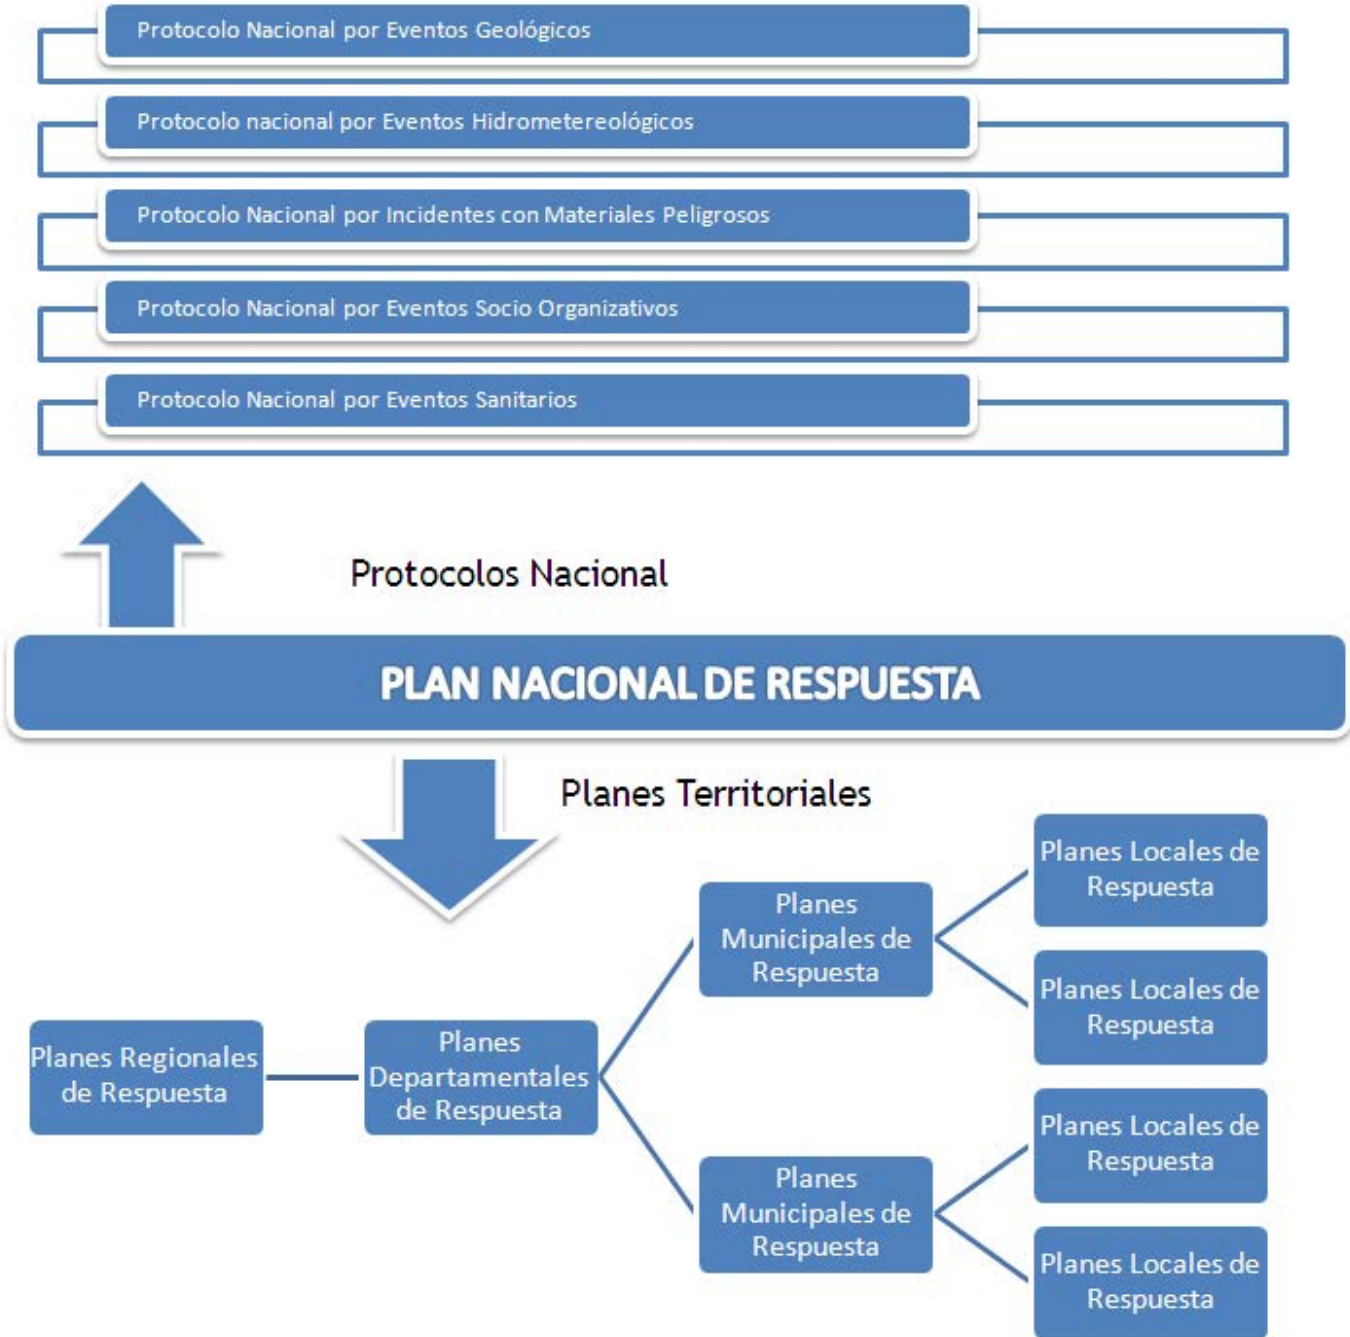 Protocolo Nacional por Eventos Geológicos
Protocolo nacional por Eventos Hidrometereológicos
Protocolo Nacional por Incidentes con Materiales Peligrosos
Protocolo Nacional por Eventos Socio Organizativos
Protocolo Nacional por Eventos Sanitarios
Protocolos Nacional
PLAN NACIONAL DE RESPUESTA
Planes Territoriales
Planes Regionales
de Respuesta
Planes
Departamentales
de Respuesta
Planes
Municipales de
Respuesta
Planes Locales de
Respuesta
Planes Locales de
Respuesta
Planes
Municipales de
Respuesta
Planes Locales de
Respuesta
Planes Locales de
Respuesta